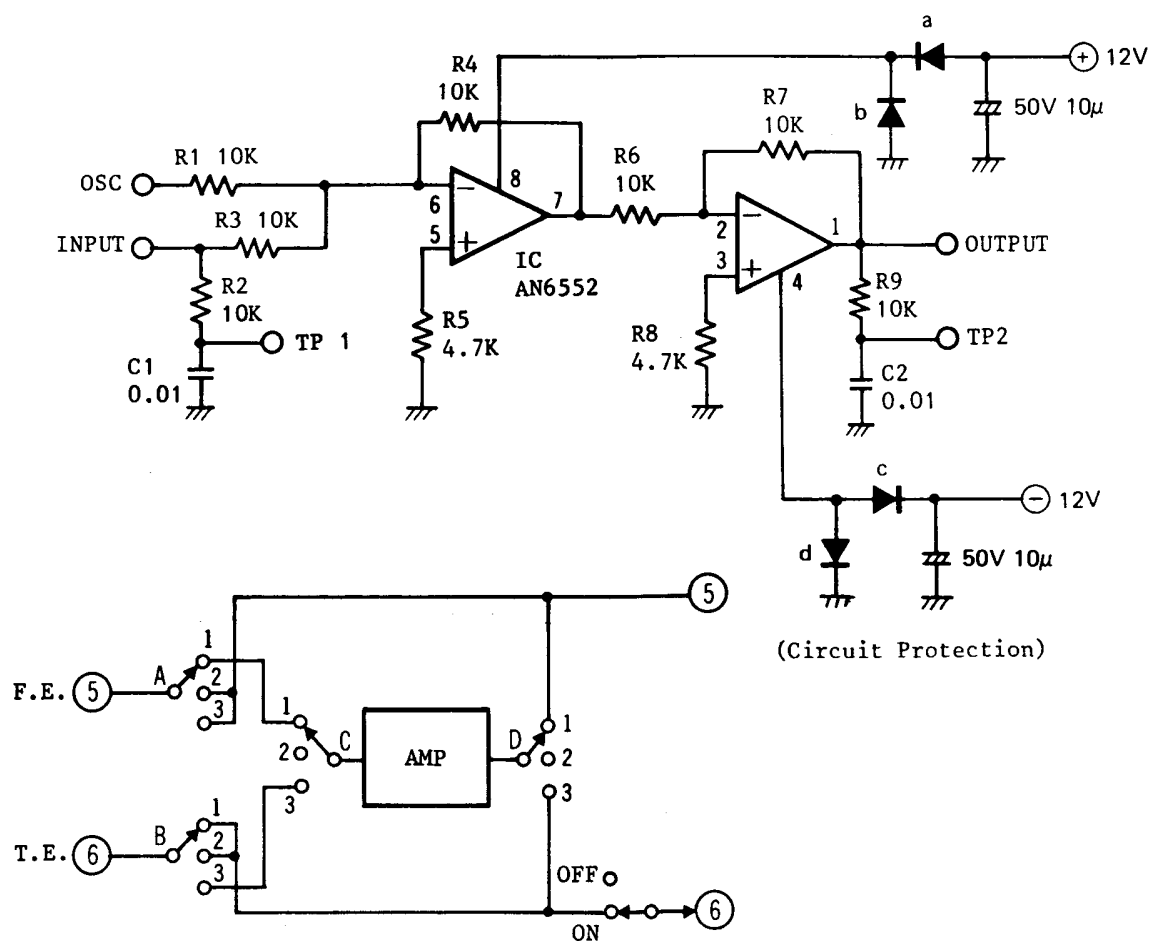 a
+ 12V
R4
10K
50V 10μ
R7
10K
b
R1 10K
R6
10K
OSC
− 8
6
7
R3 10K
INPUT
5 +
IC
AN6552
−
2
1
OUTPUT
3 +
4
R2
10K
R9
10K
R5
4.7K
R8
4.7K
TP 1
TP2
C1
0.01
C2
0.01
c
− 12V
d
50V 10μ
5
(Circuit Protection)
F.E. 5 A 1
2
3
1
2
3
C
AMP
D
1
2
3
T.E. 6 B 1
2
3
OFF
ON
6